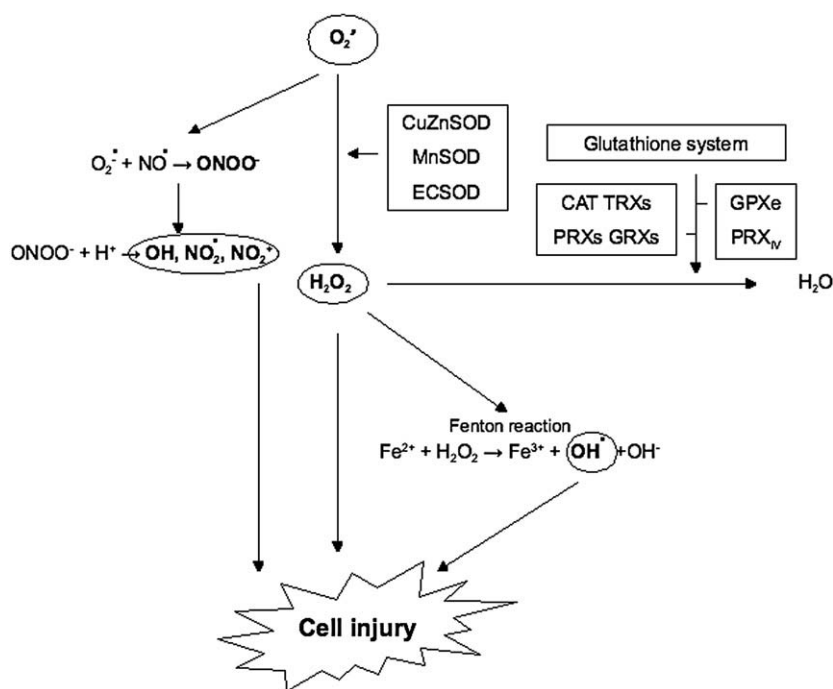 O₂•
CuZnSOD
MnSOD
ECSOD
Glutathione system
O₂•⁻ + NO• → ONOO⁻
CAT TRXs
PRXs GRXs
GPXe
PRX_IV
ONOO⁻ + H⁺ → OH, NO₂•, NO₂⁺
H₂O₂
H₂O
Fenton reaction
Fe²⁺ + H₂O₂ → Fe³⁺ + OH• +OH⁻
Cell injury